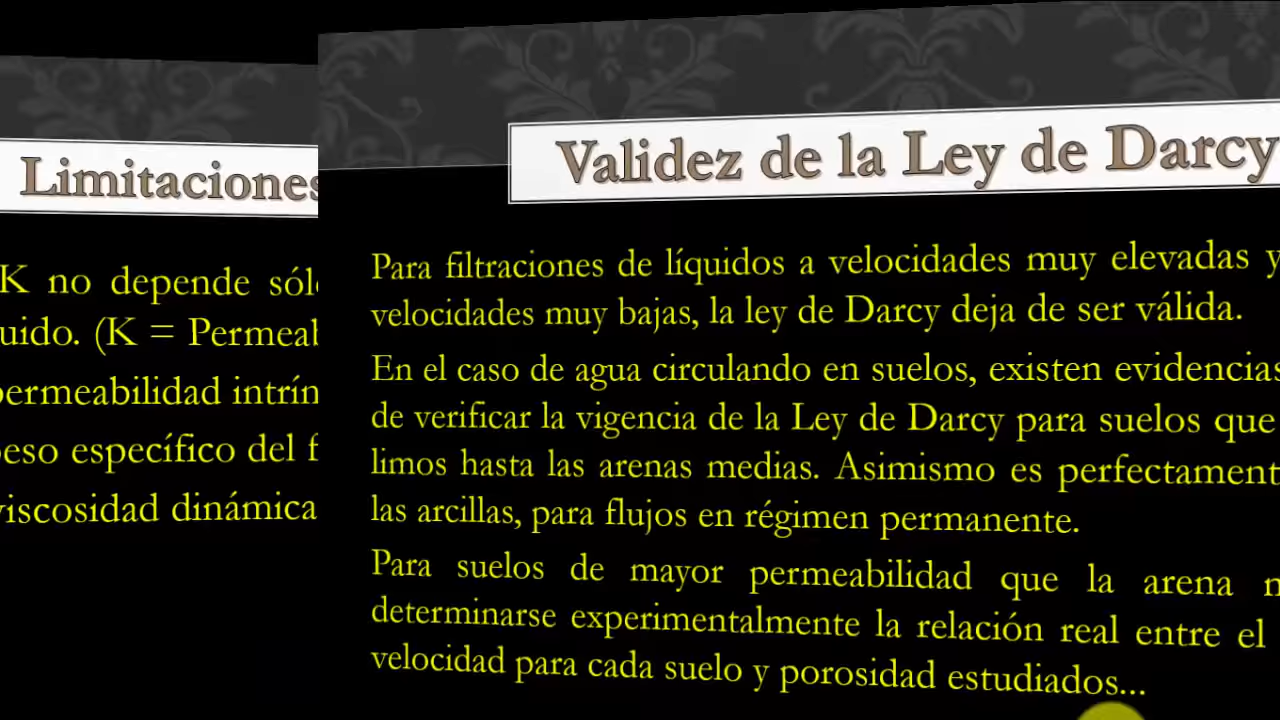 Limitaciones
K no depende
uido. (K =
intrín
peso específico del f
viscosidad dinámica
Validez de la Ley de Darcy
Para filtraciones de líquidos a velocidades muy elevadas y
velocidades muy bajas, la ley de Darcy deja de ser válida.
En el caso de agua circulando en suelos, existen evidencias
de verificar la vigencia de la Ley de Darcy para suelos que
limos hasta las arenas medias. Asimismo es perfectament
las arcillas, para flujos en régimen permanente.
Para suelos de mayor permeabilidad que la arena
determinarse experimentalmente la relación real entre el
velocidad para cada suelo y porosidad estudiados...